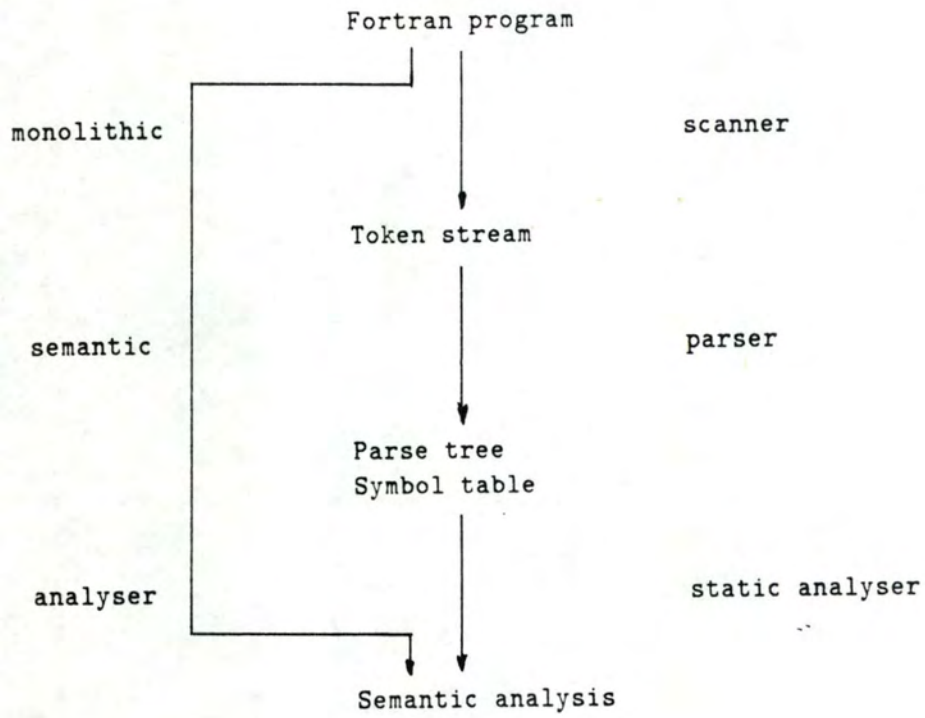 Fortran program
monolithic
scanner
Token stream
semantic
parser
Parse tree
Symbol table
analyser
static analyser
Semantic analysis